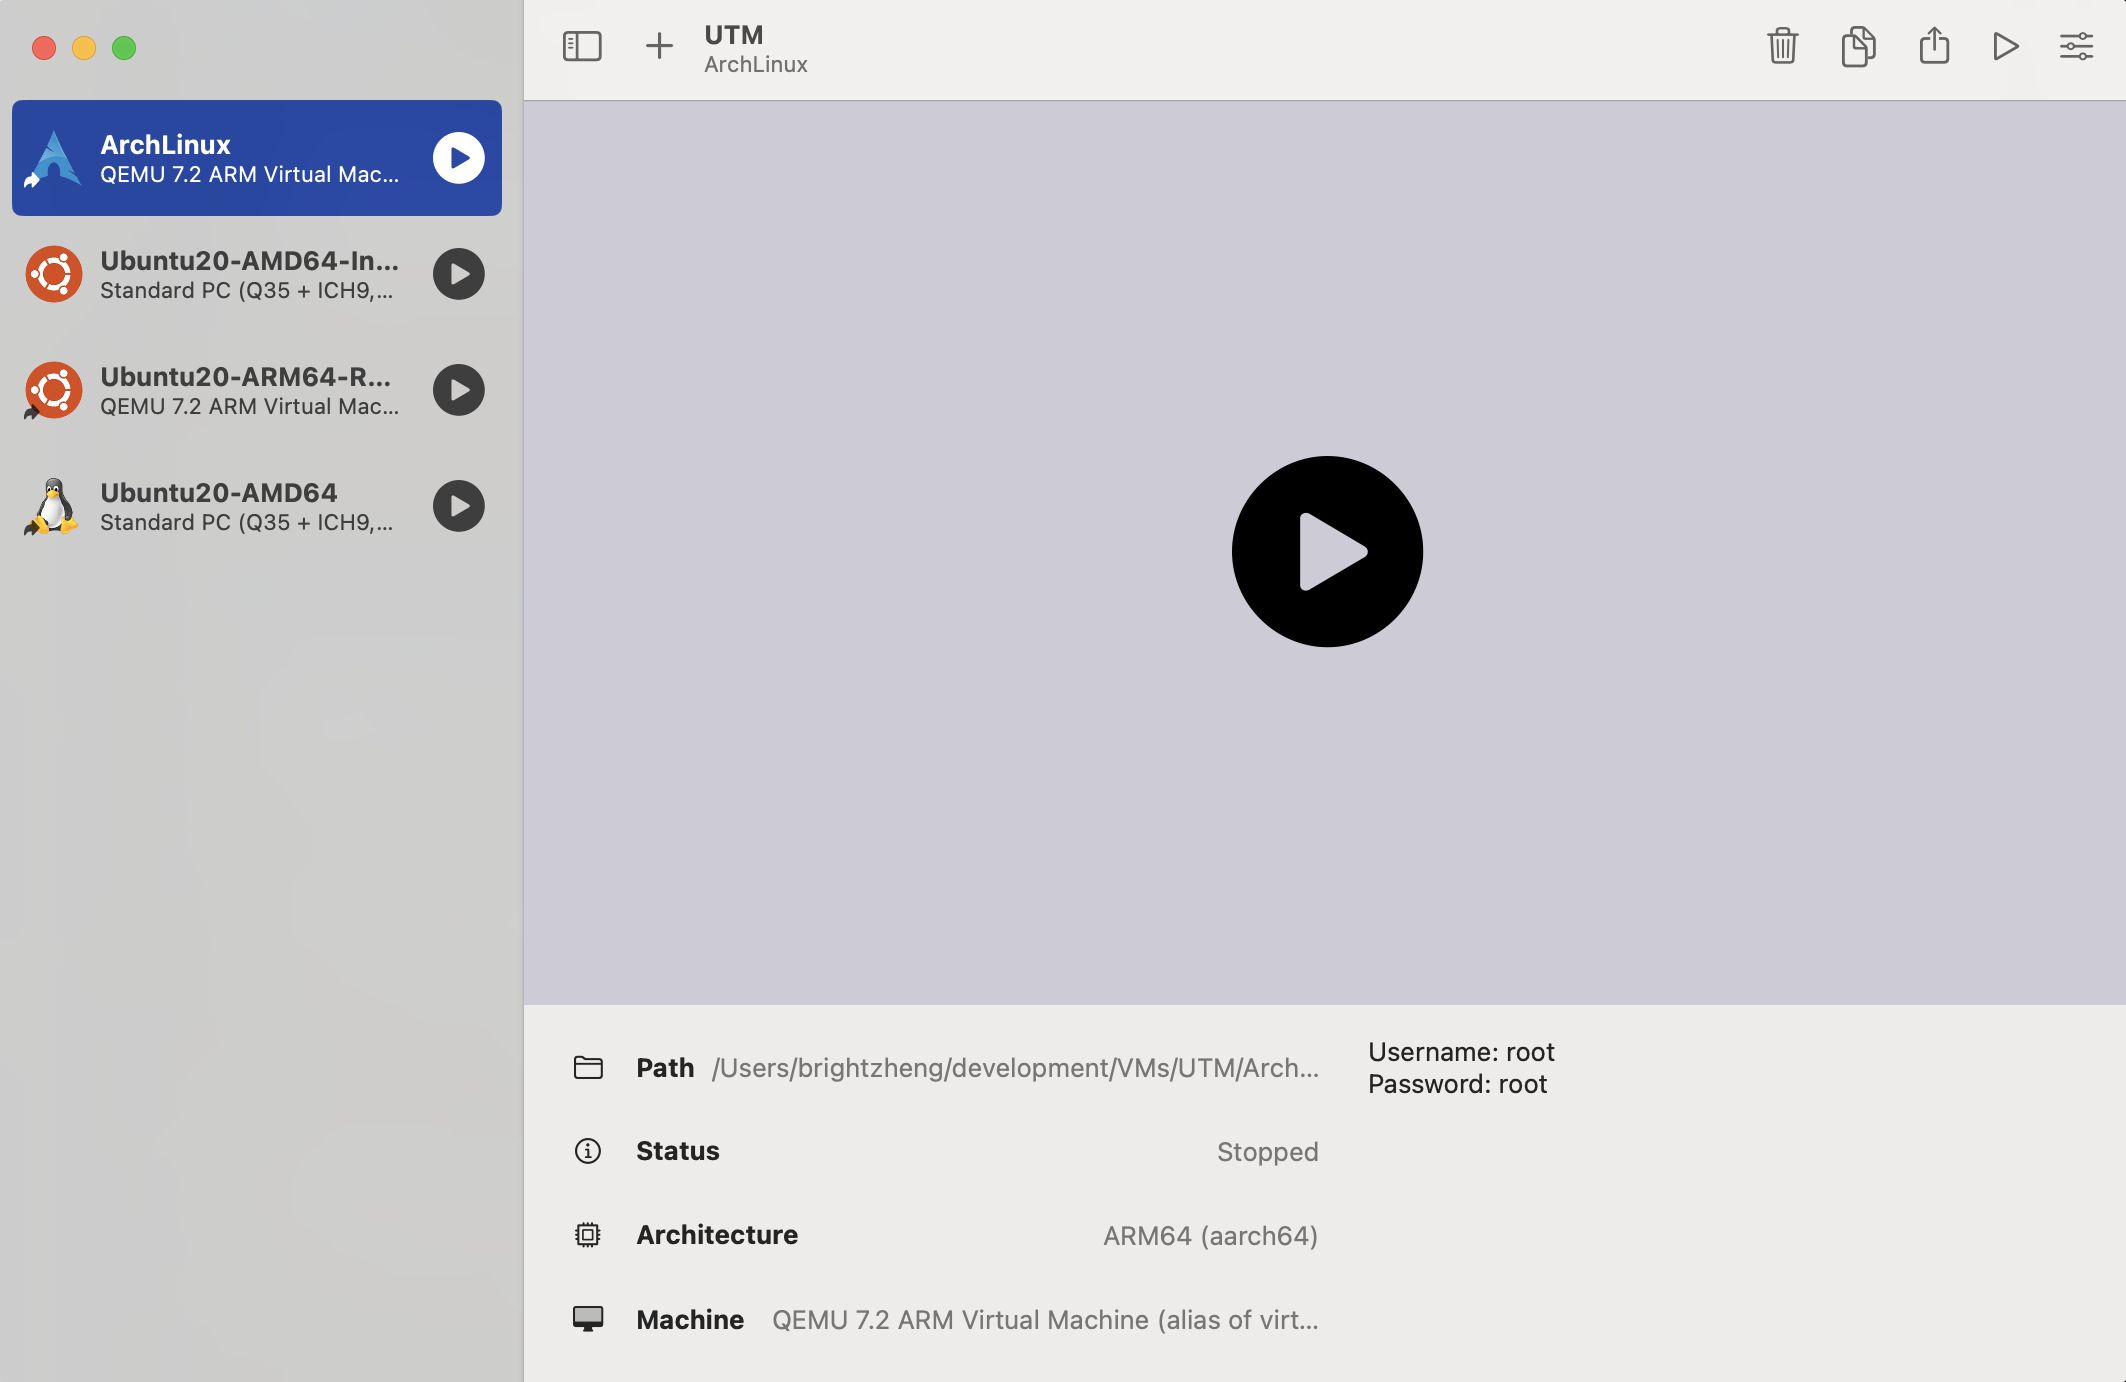 UTM
ArchLinux
ArchLinux
QEMU 7.2 ARM Virtual Mac...
Ubuntu20-AMD64-In...
Standard PC (Q35 + ICH9,...
Ubuntu20-ARM64-R...
QEMU 7.2 ARM Virtual Mac...
Ubuntu20-AMD64
Standard PC (Q35 + ICH9,...
Path /Users/brightzheng/development/VMs/UTM/Arch...
Status Stopped
Architecture ARM64 (aarch64)
Machine QEMU 7.2 ARM Virtual Machine (alias of virt...
Username: root
Password: root